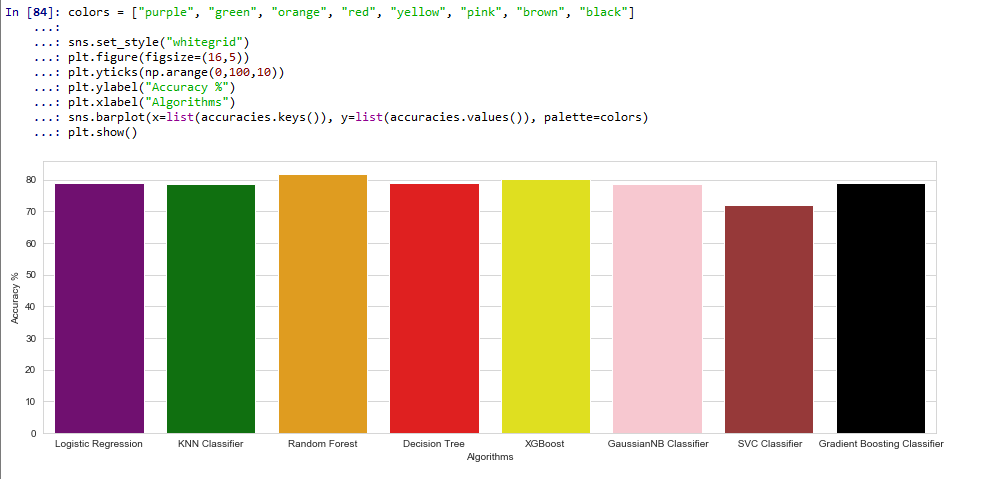 In [84]: colors = ["purple", "green", "orange", "red", "yellow", "pink", "brown", "black"]
...:
...: sns.set_style("whitegrid")
...: plt.figure(figsize=(16,5))
...: plt.yticks(np.arange(0,100,10))
...: plt.ylabel("Accuracy %")
...: plt.xlabel("Algorithms")
...: sns.barplot(x=list(accuracies.keys()), y=list(accuracies.values()), palette=colors)
...: plt.show()
80
70
60
50
40
30
20
10
0
Accuracy %
Logistic Regression KNN Classifier Random Forest Decision Tree XGBoost GaussianNB Classifier SVC Classifier Gradient Boosting Classifier
Algorithms